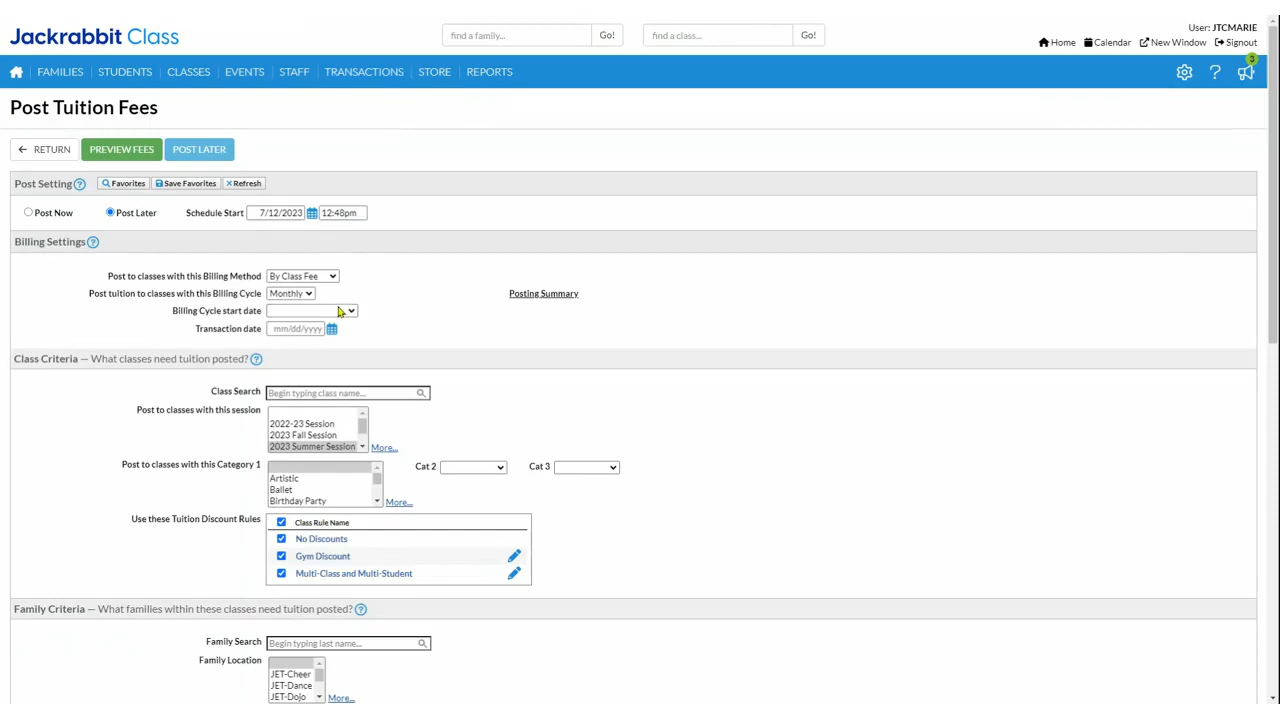 User: JTCMARIE
Jackrabbit Class
find a family... Go! find a class... Go!
Home Calendar New Window Signout
3
FAMILIES STUDENTS CLASSES EVENTS STAFF TRANSACTIONS STORE REPORTS
Post Tuition Fees
← RETURN PREVIEW FEES POST LATER
Post Setting ? Favorites Save Favorites × Refresh
Post Now Post Later Schedule Start 7/12/2023 12:48pm
Billing Settings ?
Post to classes with this Billing Method By Class Fee
Post tuition to classes with this Billing Cycle Monthly Posting Summary
Billing Cycle start date
Transaction date mm/dd/yyyy
Class Criteria — What classes need tuition posted? ?
Class Search Begin typing class name...
Post to classes with this session
2022-23 Session
2023 Fall Session
2023 Summer Session More...
Post to classes with this Category 1 Cat 2 Cat 3
Artistic
Ballet
Birthday Party More...
Use these Tuition Discount Rules Class Rule Name
No Discounts
Gym Discount
Multi-Class and Multi-Student
Family Criteria — What families within these classes need tuition posted? ?
Family Search Begin typing last name...
Family Location
JET-Cheer
JET-Dance
JET-Dojo More...